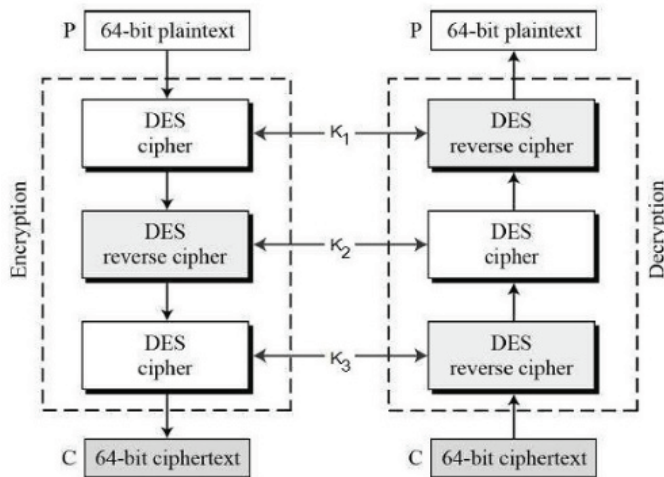 P 64-bit plaintext
P 64-bit plaintext
Encryption
DES
cipher
K1
DES
reverse cipher
DES
reverse cipher
K2
DES
cipher
DES
cipher
K3
DES
reverse cipher
Decryption
C 64-bit ciphertext
C 64-bit ciphertext